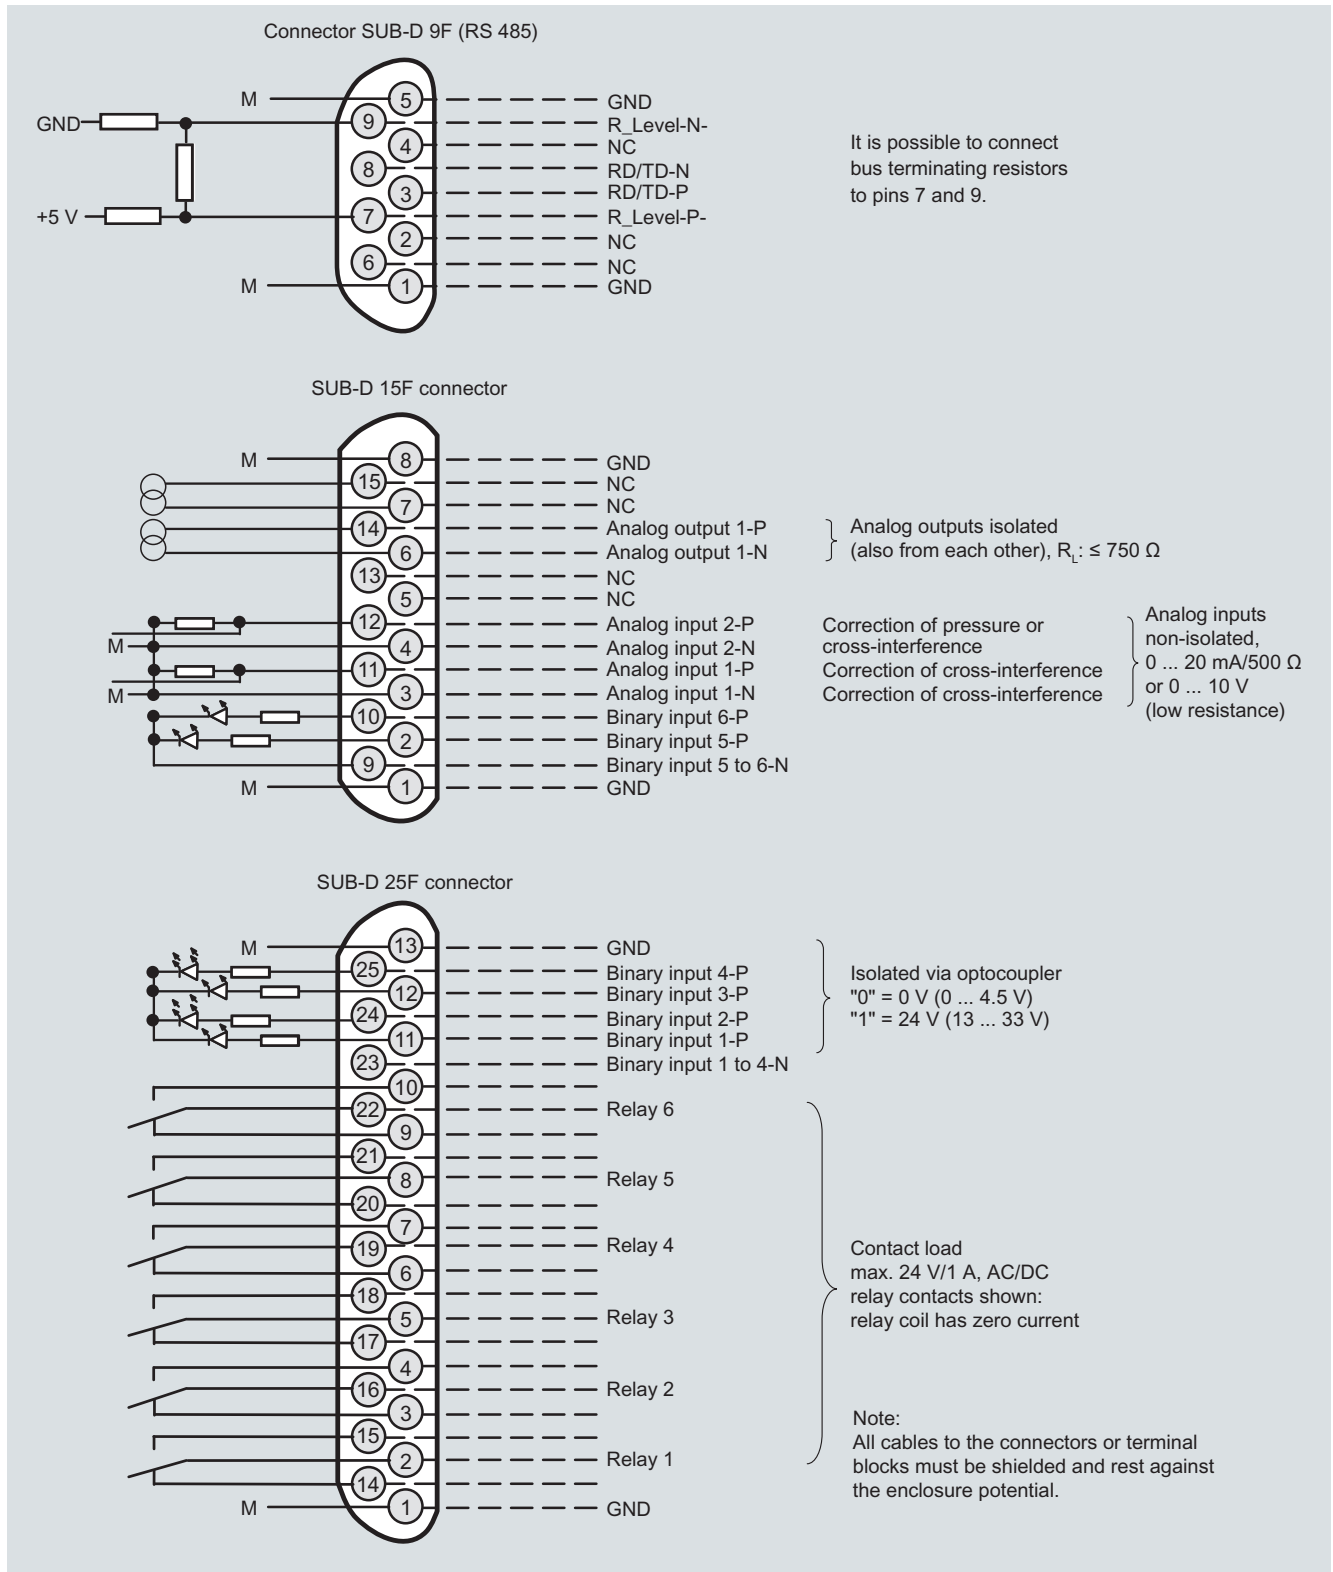 Connector SUB-D 9F (RS 485)
M
5
GND
GND
9
R_Level-N-
4
NC
8
RD/TD-N
3
RD/TD-P
+5 V
7
R_Level-P-
2
NC
6
NC
M
1
GND
It is possible to connect
bus terminating resistors
to pins 7 and 9.
SUB-D 15F connector
M
8
GND
15
NC
7
NC
14
Analog output 1-P
6
Analog output 1-N
Analog outputs isolated
(also from each other), RL: ≤ 750 Ω
13
NC
5
NC
12
Analog input 2-P
M
4
Analog input 2-N
11
Analog input 1-P
M
3
Analog input 1-N
Correction of pressure or
cross-interference
Correction of cross-interference
Correction of cross-interference
Analog inputs
non-isolated,
0 ... 20 mA/500 Ω
or 0 ... 10 V
(low resistance)
10
Binary input 6-P
2
Binary input 5-P
9
Binary input 5 to 6-N
M
1
GND
SUB-D 25F connector
M
13
GND
25
Binary input 4-P
12
Binary input 3-P
24
Binary input 2-P
11
Binary input 1-P
23
Binary input 1 to 4-N
Isolated via optocoupler
"0" = 0 V (0 ... 4.5 V)
"1" = 24 V (13 ... 33 V)
10
22
Relay 6
9
21
8
Relay 5
20
7
19
Relay 4
6
18
5
Relay 3
17
4
16
Relay 2
3
15
2
Relay 1
14
M
1
GND
Contact load
max. 24 V/1 A, AC/DC
relay contacts shown:
relay coil has zero current
Note:
All cables to the connectors or terminal
blocks must be shielded and rest against
the enclosure potential.